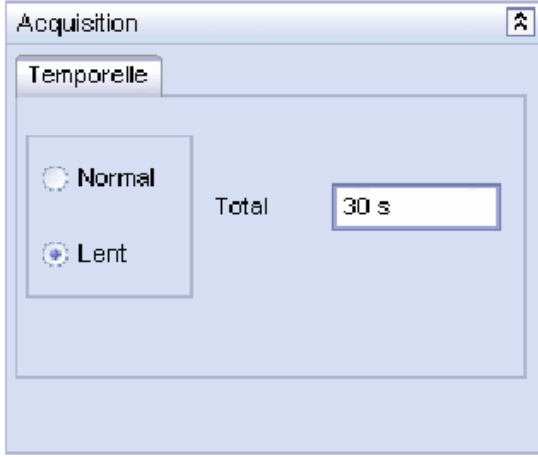 Acquisition
Temporelle
Normal
Total
30 s
Lent